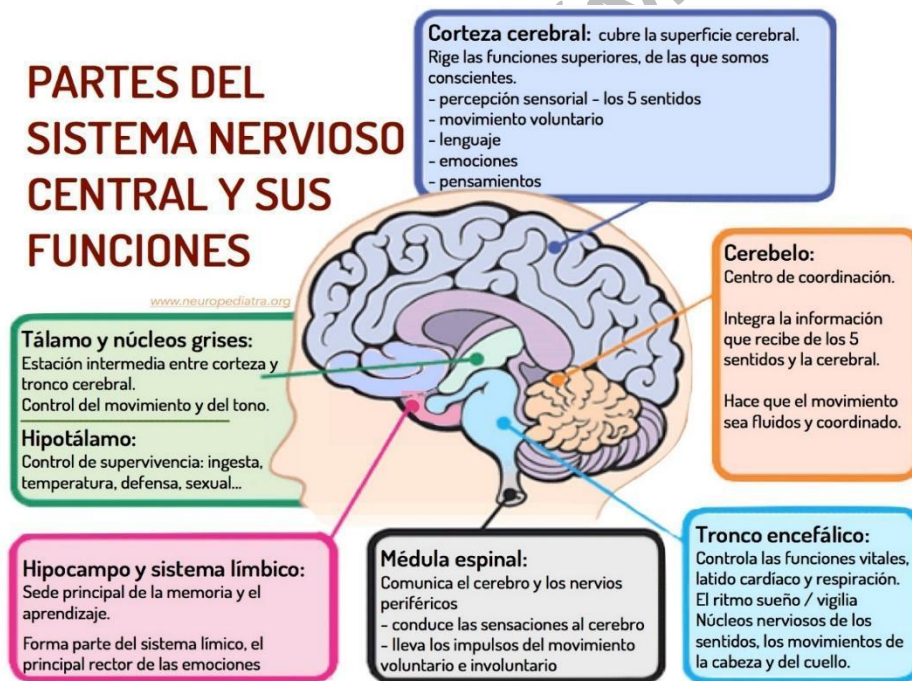 PARTES DEL
SISTEMA NERVIOSO
CENTRAL Y SUS
FUNCIONES
www.neuropediatra.org
Corteza cerebral: cubre la superficie cerebral.
Rige las funciones superiores, de las que somos
conscientes.
- percepción sensorial - los 5 sentidos
- movimiento voluntario
- lenguaje
- emociones
- pensamientos
Cerebelo:
Centro de coordinación.
Integra la información
que recibe de los 5
sentidos y la cerebral.
Hace que el movimiento
sea fluidos y coordinado.
Tálamo y núcleos grises:
Estación intermedia entre corteza y
tronco cerebral.
Control del movimiento y del tono.
Hipotálamo:
Control de supervivencia: ingesta,
temperatura, defensa, sexual...
Hipocampo y sistema límbico:
Sede principal de la memoria y el
aprendizaje.
Forma parte del sistema límico, el
principal rector de las emociones
Médula espinal:
Comunica el cerebro y los nervios
periféricos
- conduce las sensaciones al cerebro
- lleva los impulsos del movimiento
voluntario e involuntario
Tronco encefálico:
Controla las funciones vitales,
latido cardíaco y respiración.
El ritmo sueño / vigilia
Núcleos nerviosos de los
sentidos, los movimientos de
la cabeza y del cuello.